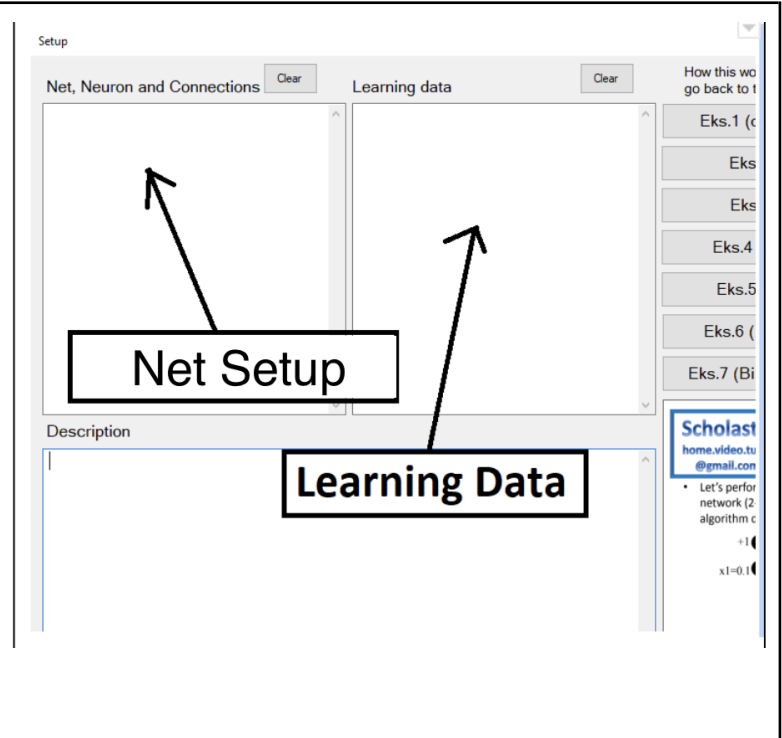 Setup
Net, Neuron and Connections
Clear
Learning data
Clear
How this wo
go back to t
Eks.1 (c
Eks
Eks
Eks.4
Eks.5
Eks.6 (
Eks.7 (Bi
Net Setup
Description
Learning Data
Scholast
home.video.tu
@gmail.con
• Let's perfor
network (2-
algorithm c
+1
x1=0.1